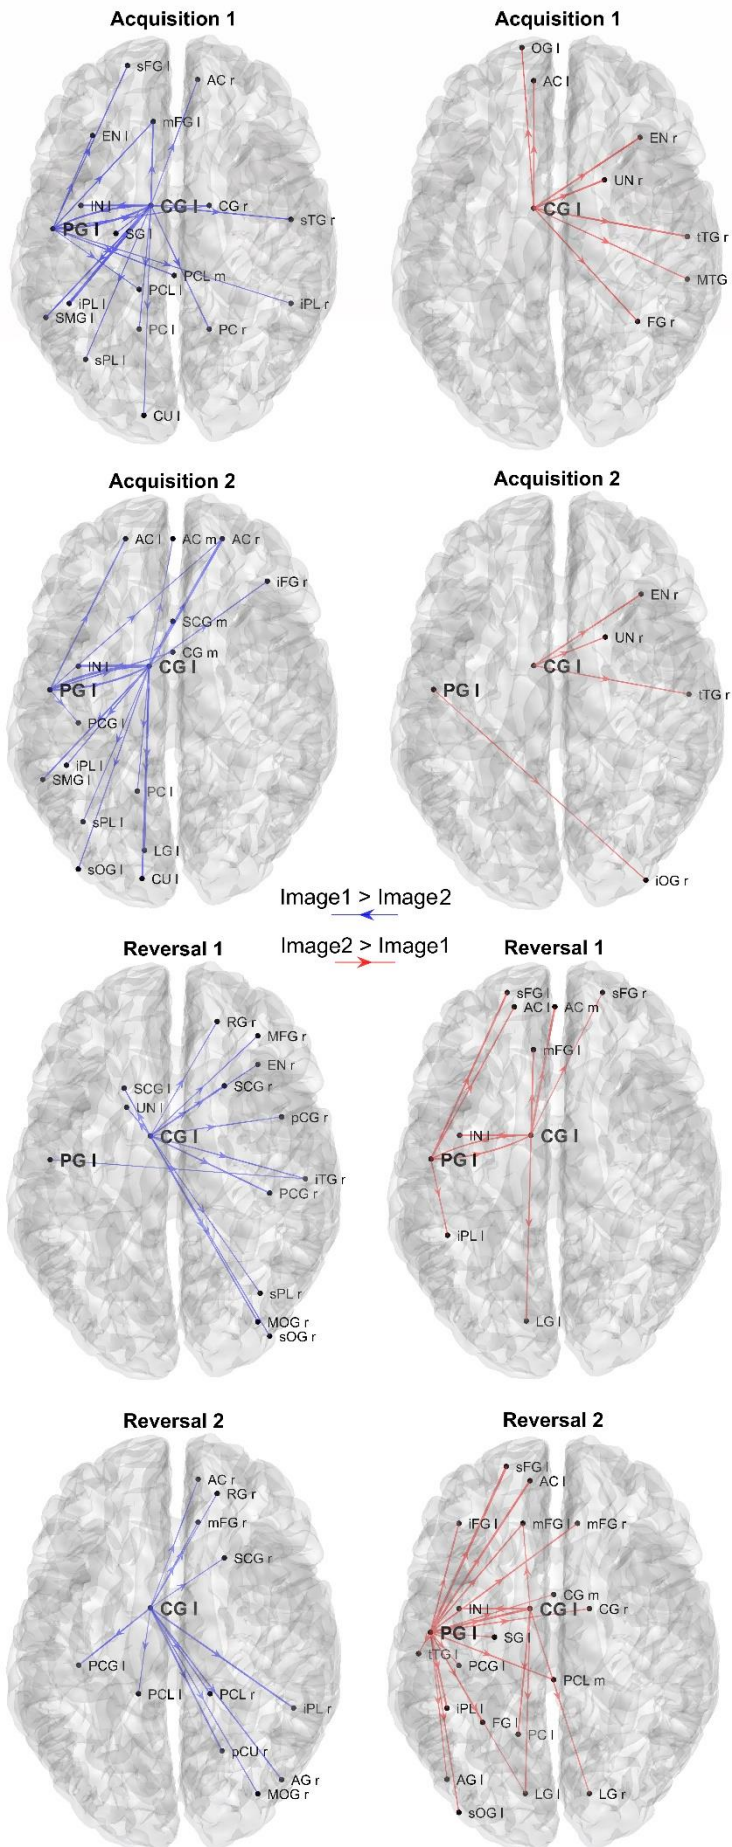 Acquisition 1
sFG l
AC r
mFG l
EN l
IN l
CG l
CG r
PG l
SG l
sTG r
PCL m
PCL l
iPL l
iPL r
SMG l
PC l
PC r
sPL l
CU l
Acquisition 1
OG l
AC l
EN r
UN r
CG l
tTG r
MTG
FG r
Acquisition 2
AC l
AC m
AC r
iFG r
SCG m
CG m
IN l
CG l
PG l
PCG l
iPL l
SMG l
PC l
sPL l
LG l
sOG l
CU l
Acquisition 2
EN r
UN r
CG l
PG l
tTG r
iOG r
Image1 > Image2
Image2 > Image1
Reversal 1
RG r
MFG r
EN r
SCG l
SCG r
UN l
pCG r
CG l
PG l
iTG r
PCG r
sPL r
MOG r
sOG r
Reversal 1
sFG l
sFG r
AC l
AC m
mFG l
IN l
CG l
PG l
iPL l
LG l
Reversal 2
AC r
RG r
mFG r
SCG r
CG l
PCG l
PCL l
PCL r
iPL r
pCU r
AG r
MOG r
Reversal 2
sFG l
AC l
iFG l
mFG l
mFG r
CG m
IN l
CG l
CG r
PG l
SG l
tTG l
PCG l
PCL m
iPL l
FG l
PC l
AG l
LG l
LG r
sOG l